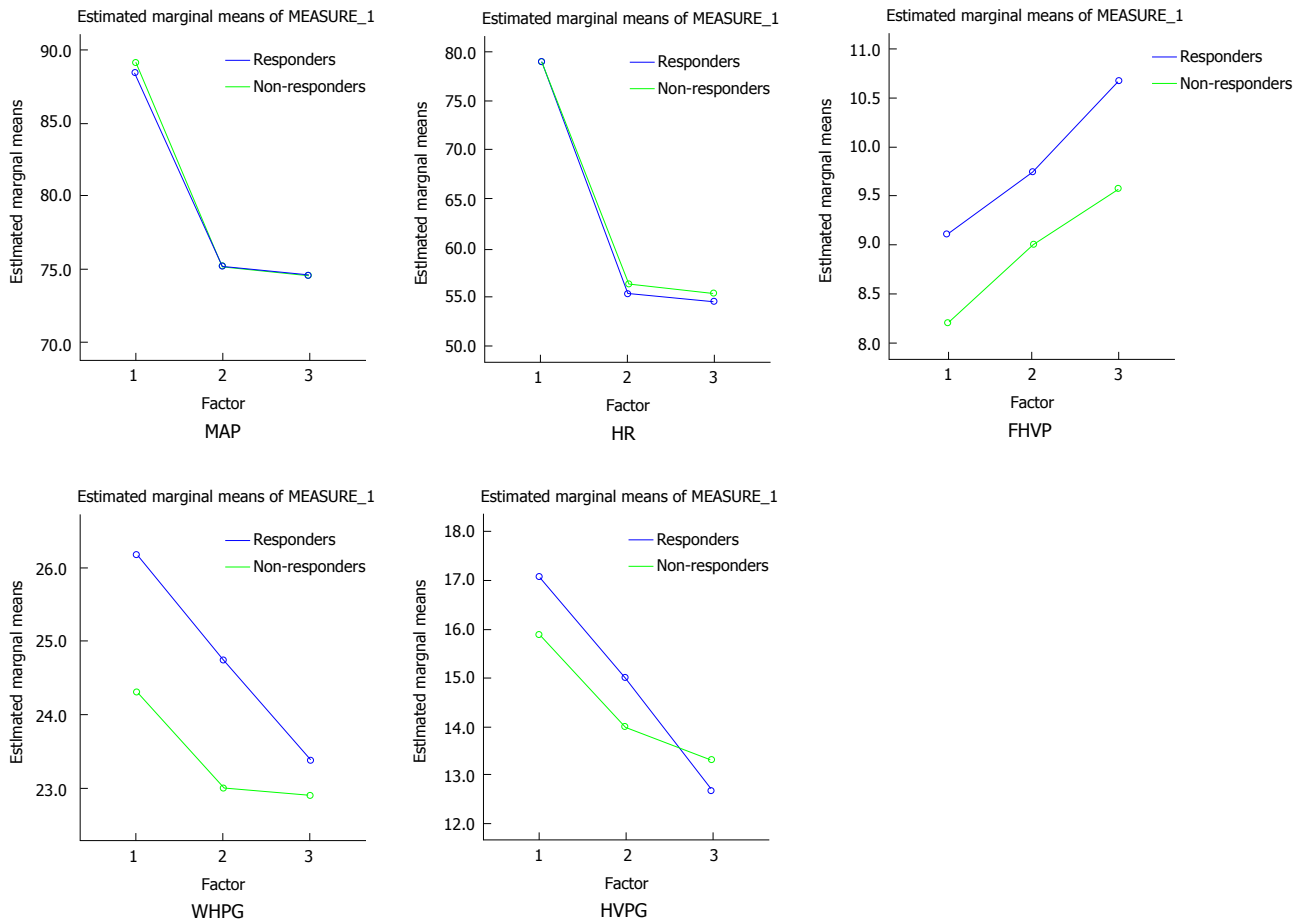 Estimated marginal means of MEASURE_1
90.0
85.0
80.0
75.0
70.0
Estlmated margnal means
Responders
Non-responders
1 2 3
Factor
MAP
Estimated marginal means of MEASURE_1
80.0
75.0
70.0
65.0
60.0
55.0
50.0
Estlmated margnal means
Responders
Non-responders
1 2 3
Factor
HR
Estimated marginal means of MEASURE_1
11.0
10.5
10.0
9.5
9.0
8.5
8.0
Estlmated margnal means
Responders
Non-responders
1 2 3
Factor
FHVP
Estimated marginal means of MEASURE_1
26.0
25.0
24.0
23.0
Estlmated margnal means
Responders
Non-responders
1 2 3
Factor
WHPG
Estimated marginal means of MEASURE_1
18.0
17.0
16.0
15.0
14.0
13.0
12.0
Estlmated margnal means
Responders
Non-responders
1 2 3
Factor
HVPG